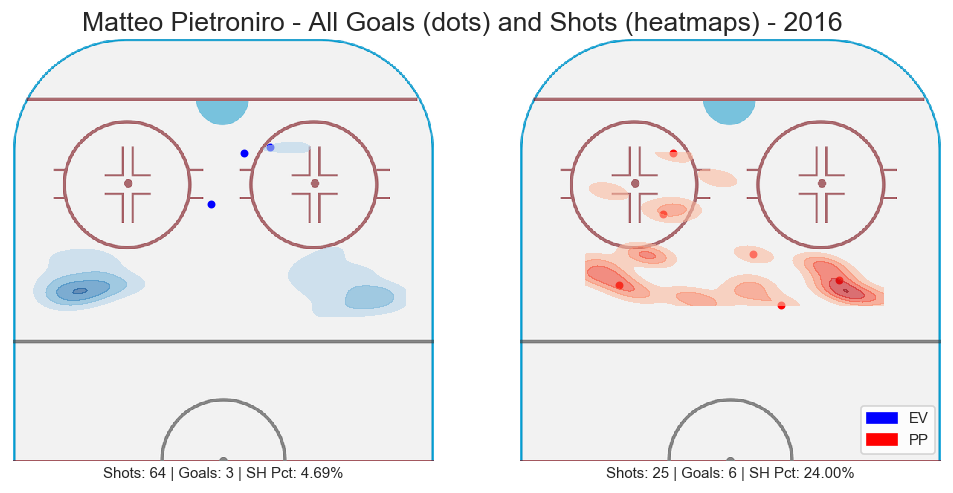 Matteo Pietroniro - All Goals (dots) and Shots (heatmaps) - 2016
EV
PP
Shots: 64 | Goals: 3 | SH Pct: 4.69%
Shots: 25 | Goals: 6 | SH Pct: 24.00%